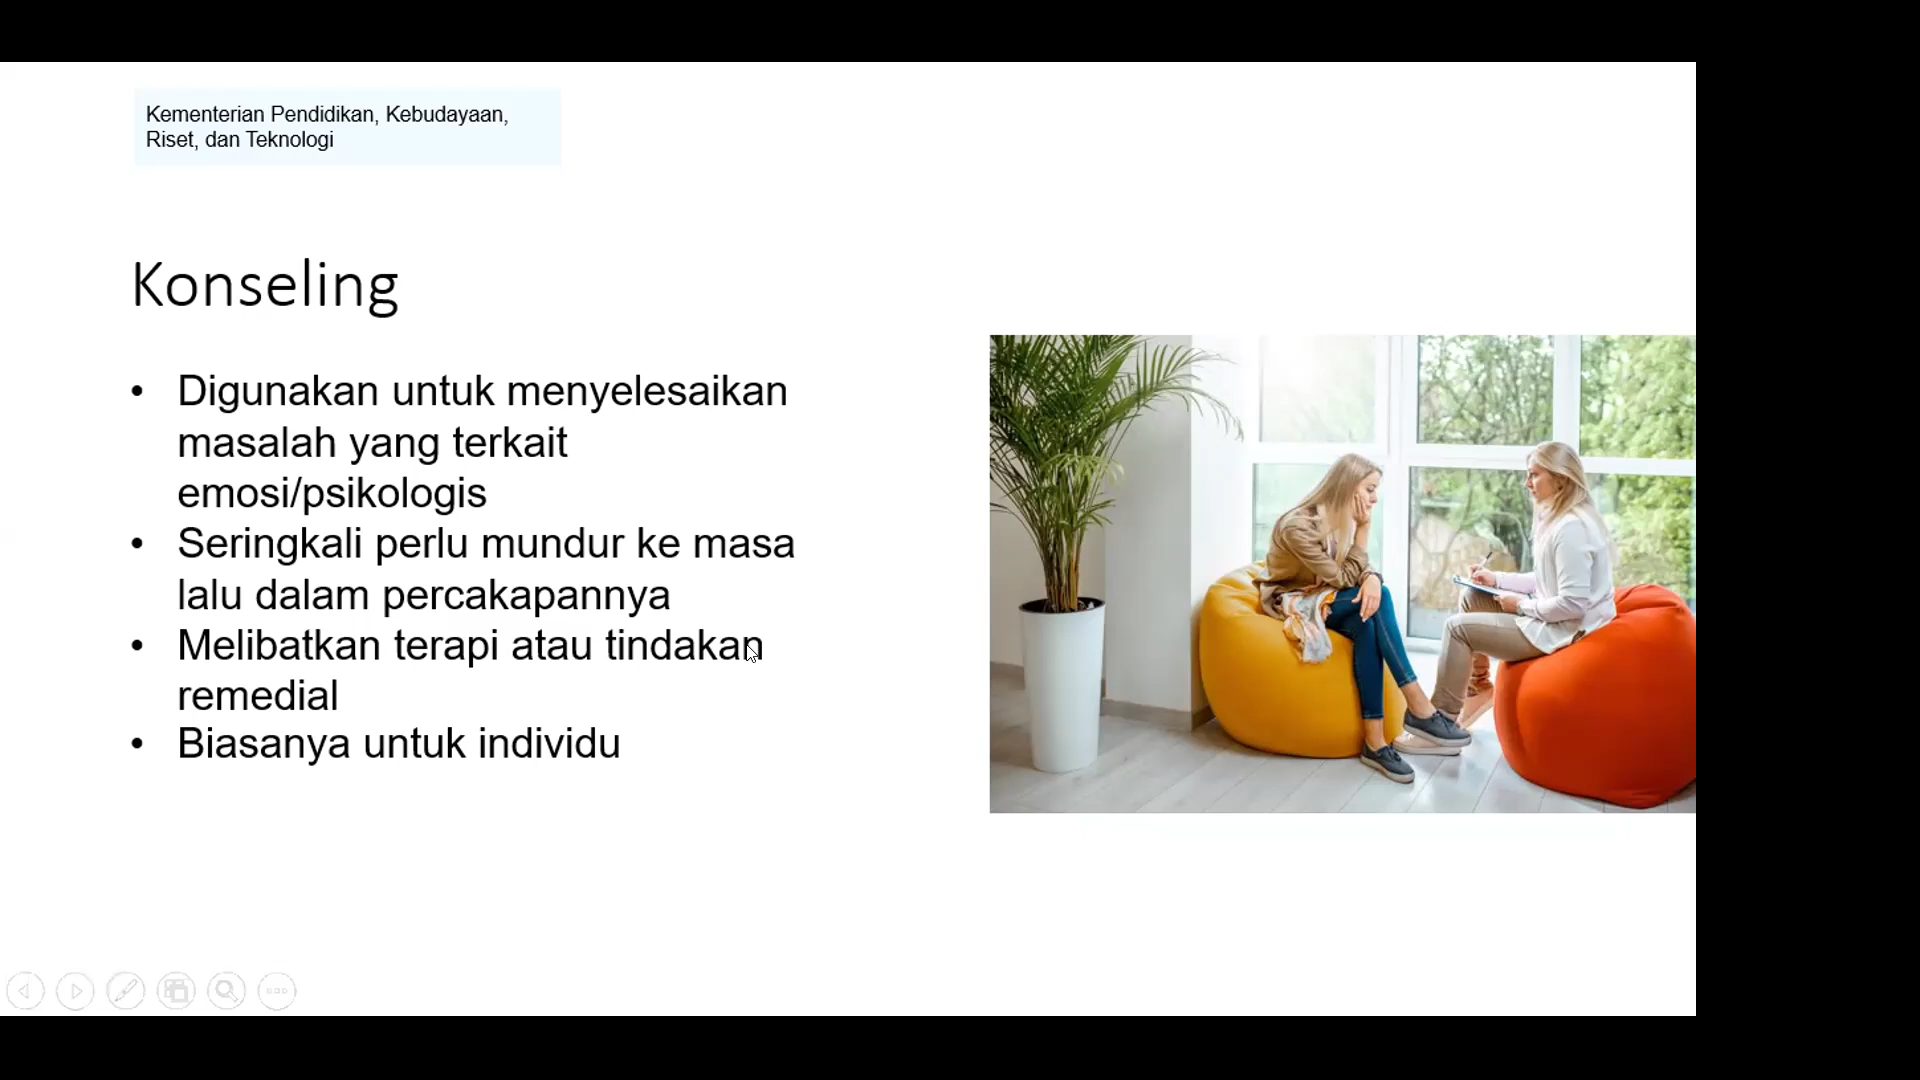 Kementerian Pendidikan, Kebudayaan,
Riset, dan Teknologi
Konseling
• Digunakan untuk menyelesaikan
masalah yang terkait
emosi/psikologis
• Seringkali perlu mundur ke masa
lalu dalam percakapannya
• Melibatkan terapi atau tindakan
remedial
• Biasanya untuk individu